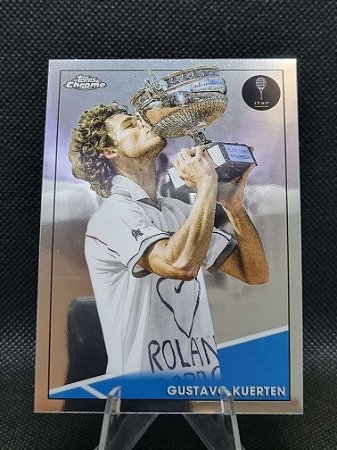 Topps
Chrome
ITHF
ROLAN
GUSTAVO KUERTEN